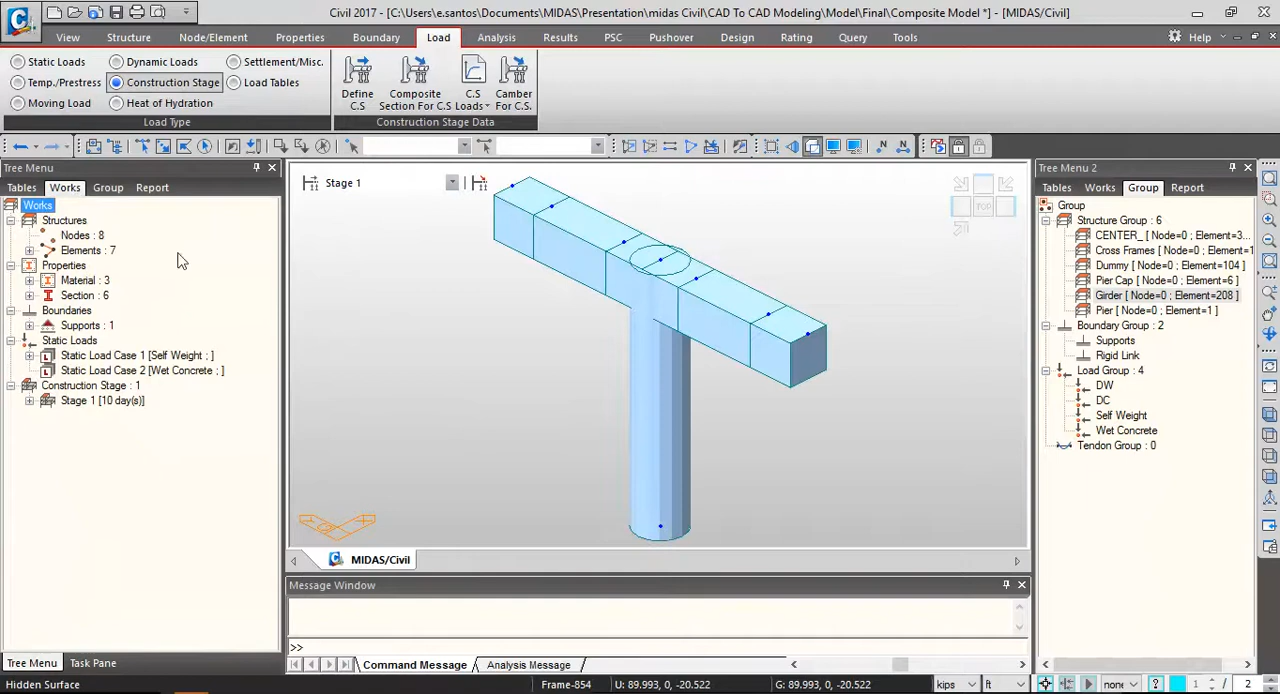 Civil 2017 - [C:\Users\e.santos\Documents\MIDAS\Presentation\midas Civil\CAD To CAD Modeling\Model\Final\Composite Model *] - [MIDAS/Civil]
View Structure Node/Element Properties Boundary Load Analysis Results PSC Pushover Design Rating Query Tools Help
Static Loads Dynamic Loads Settlement/Misc.
Temp./Prestress Construction Stage Load Tables
Moving Load Heat of Hydration
Load Type
Define C.S
Composite Section For C.S
C.S Loads
Camber For C.S.
Construction Stage Data
Tree Menu
Tables Works Group Report
Works
Structures
Nodes : 8
Elements : 7
Properties
Material : 3
Section : 6
Boundaries
Supports : 1
Static Loads
Static Load Case 1 [Self Weight ; ]
Static Load Case 2 [Wet Concrete ; ]
Construction Stage : 1
Stage 1 [10 day(s)]
Tree Menu Task Pane
Stage 1
TOP
MIDAS/Civil
Message Window
>>
Command Message Analysis Message
Tree Menu 2
Tables Works Group Report
Group
Structure Group : 6
CENTER_ [ Node=0 ; Element=3...
Cross Frames [ Node=0 ; Element=1
Dummy [ Node=0 ; Element=104 ]
Pier Cap [ Node=0 ; Element=6 ]
Girder [ Node=0 ; Element=208 ]
Pier [ Node=0 ; Element=1 ]
Boundary Group : 2
Supports
Rigid Link
Load Group : 4
DW
DC
Self Weight
Wet Concrete
Tendon Group : 0
Hidden Surface Frame-854 U: 89.993, 0, -20.522 G: 89.993, 0, -20.522 kips ft none ? 1 / 2